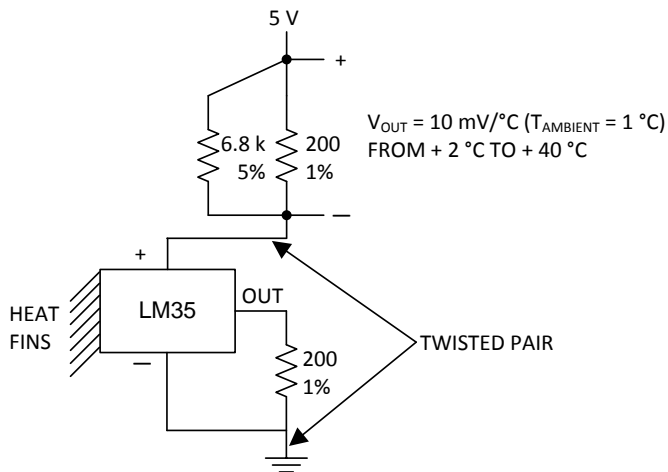 5 V
+
6.8 k
5%
200
1%
V_OUT = 10 mV/°C (T_AMBIENT = 1 °C)
FROM + 2 °C TO + 40 °C
—
+
HEAT
FINS
LM35
OUT
—
200
1%
TWISTED PAIR